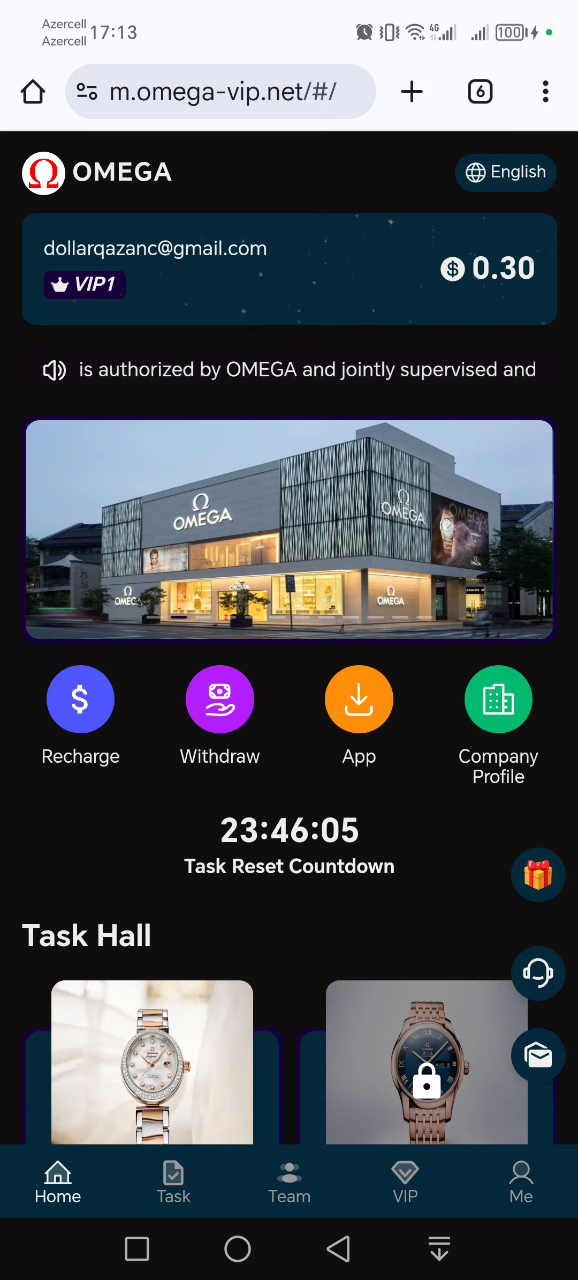 Azercell
Azercell
17:13
4G
100
m.omega-vip.net/#/
6
OMEGA
English
dollarqazanc@gmail.com
VIP1
$ 0.30
is authorized by OMEGA and jointly supervised and
OMEGA
OMEGA
OMEGA
OMEGA
$
Recharge
Withdraw
App
Company
Profile
23:46:05
Task Reset Countdown
Task Hall
Home
Task
Team
VIP
Me